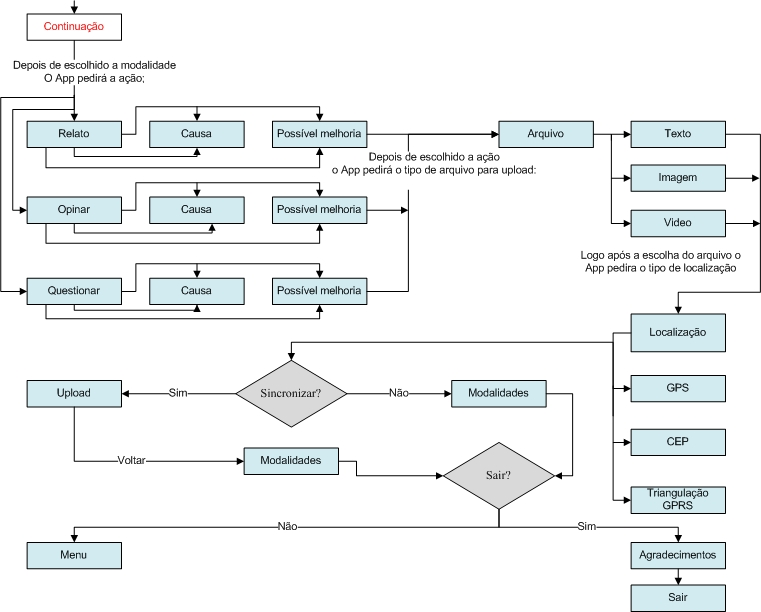 Continuação
Depois de escolhido a modalidade
O App pedirá a ação;
Relato
Causa
Possível melhoria
Arquivo
Texto
Depois de escolhido a ação
o App pedirá o tipo de arquivo para upload:
Imagem
Opinar
Causa
Possível melhoria
Video
Logo após a escolha do arquivo o
App pedira o tipo de localização
Questionar
Causa
Possível melhoria
Localização
GPS
Upload
Sim
Sincronizar?
Não
Modalidades
CEP
Voltar
Modalidades
Sair?
Triangulação
GPRS
Não
Sim
Menu
Agradecimentos
Sair